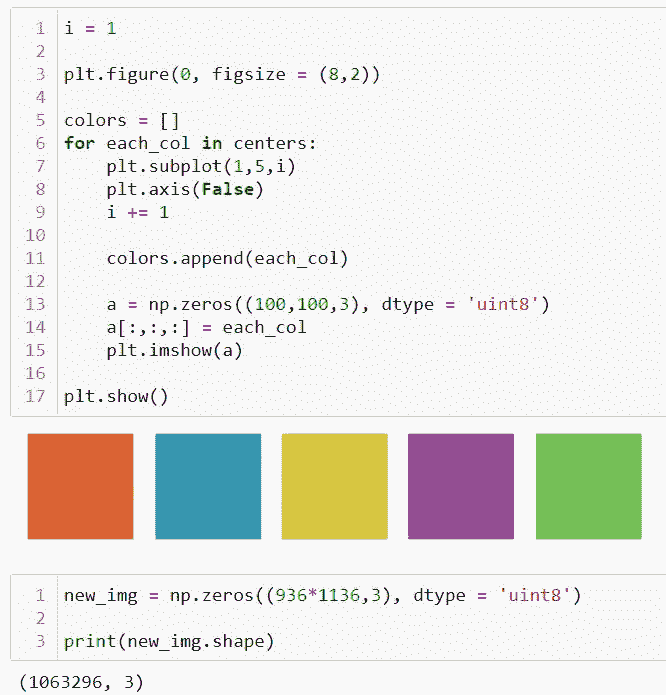 1 i = 1
2
3 plt.figure(0, figsize = (8,2))
4
5 colors = []
6 for each_col in centers:
7     plt.subplot(1,5,i)
8     plt.axis(False)
9     i += 1
10
11     colors.append(each_col)
12
13     a = np.zeros((100,100,3), dtype = 'uint8')
14     a[:,:,:] = each_col
15     plt.imshow(a)
16
17 plt.show()
1 new_img = np.zeros((936*1136,3), dtype = 'uint8')
2
3 print(new_img.shape)
(1063296, 3)